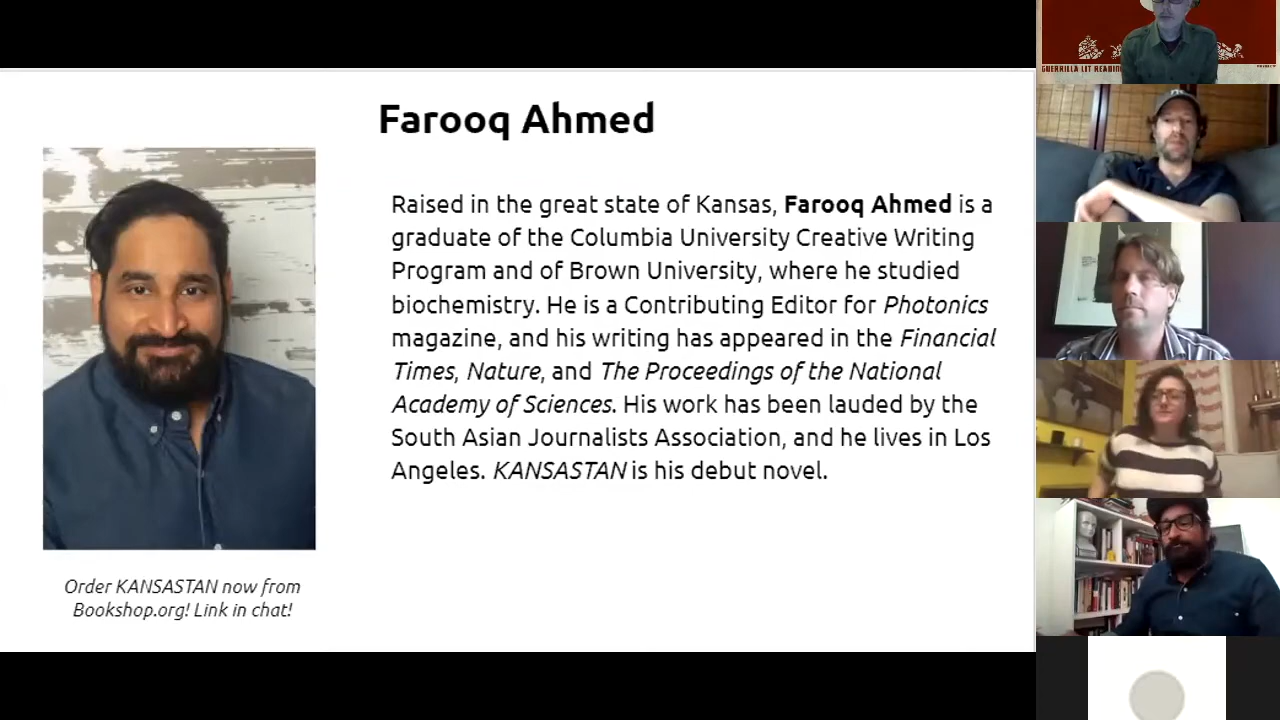 Farooq Ahmed
Raised in the great state of Kansas, Farooq Ahmed is a
graduate of the Columbia University Creative Writing
Program and of Brown University, where he studied
biochemistry. He is a Contributing Editor for Photonics
magazine, and his writing has appeared in the Financial
Times, Nature, and The Proceedings of the National
Academy of Sciences. His work has been lauded by the
South Asian Journalists Association, and he lives in Los
Angeles. KANSASTAN is his debut novel.
Order KANSASTAN now from
Bookshop.org! Link in chat!
GUERRILLA LIT READIN